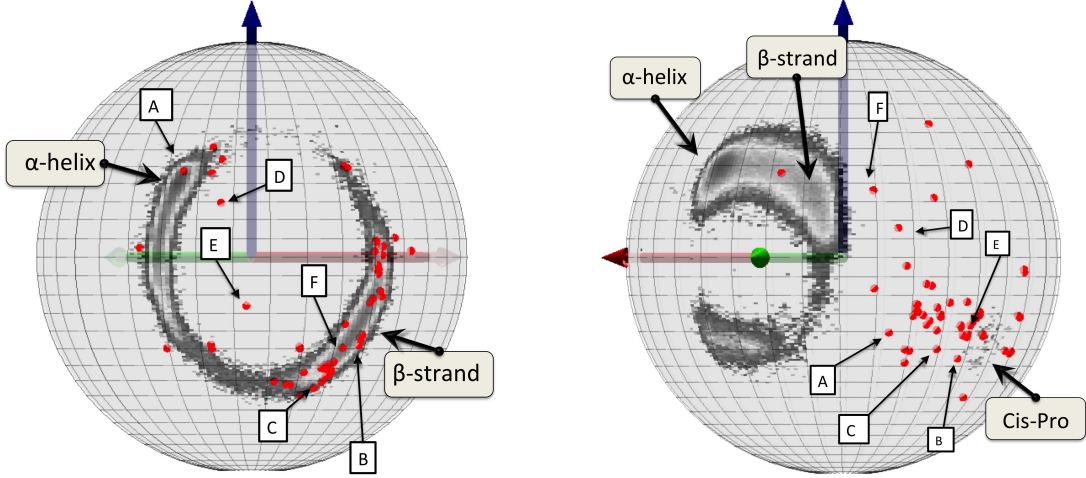 A
α-helix
D
E
F
β-strand
C
B
β-strand
α-helix
F
D
E
A
C
B
Cis-Pro